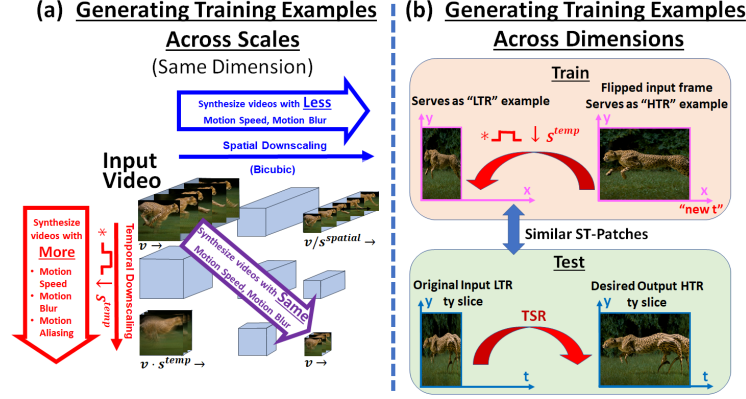 (a) Generating Training Examples
Across Scales
(Same Dimension)
Synthesize videos with Less
Motion Speed, Motion Blur
Spatial Downscaling
(Bicubic)
Input
Video
v →
v/s^spatial →
Synthesize videos with Same
Motion Speed, Motion Blur
Synthesize
videos with
More
• Motion
Speed
• Motion
Blur
• Motion
Aliasing
Temporal Downscaling
* ↓ s^temp
v · s^temp →
v →
(b) Generating Training Examples
Across Dimensions
Train
Serves as “LTR” example
Flipped input frame
Serves as “HTR” example
y
y
* ↓ s^temp
x
x
“new t”
Similar ST-Patches
Test
Original Input LTR
ty slice
Desired Output HTR
ty slice
y
y
TSR
t
t